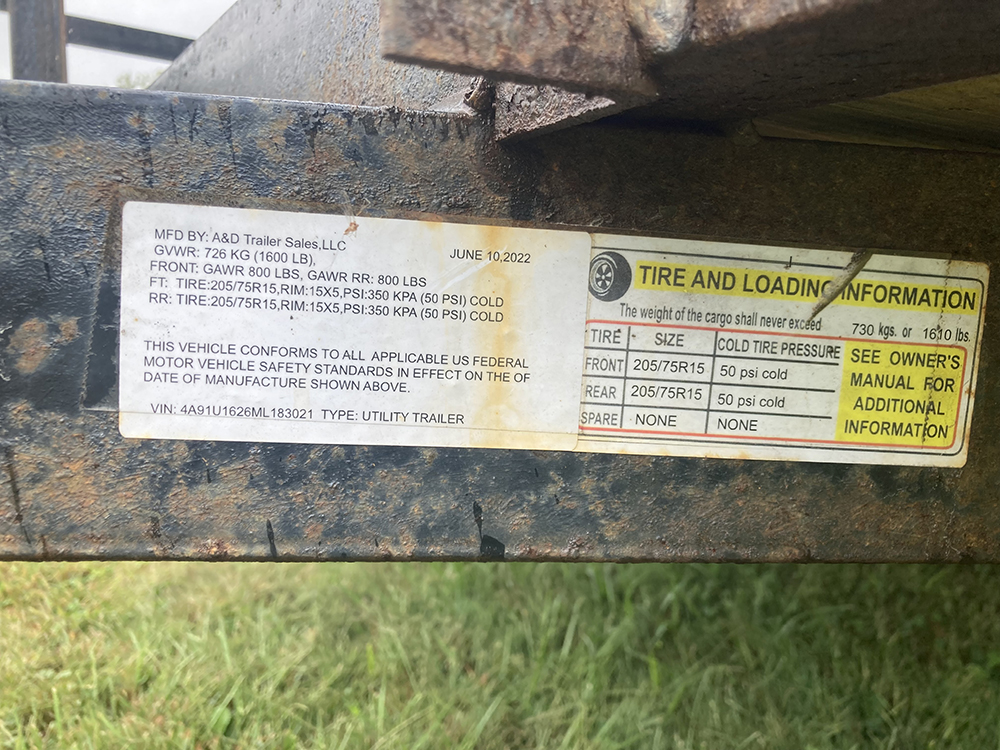 MFD BY: A&D Trailer Sales,LLC JUNE 10,2022
GVWR: 726 KG (1600 LB),
FRONT: GAWR 800 LBS, GAWR RR: 800 LBS
FT: TIRE:205/75R15,RIM:15X5,PSI:350 KPA (50 PSI) COLD
RR: TIRE:205/75R15,RIM:15X5,PSI:350 KPA (50 PSI) COLD
THIS VEHICLE CONFORMS TO ALL APPLICABLE US FEDERAL
MOTOR VEHICLE SAFETY STANDARDS IN EFFECT ON THE OF
DATE OF MANUFACTURE SHOWN ABOVE.
VIN: 4A91U1626ML183021 TYPE: UTILITY TRAILER
TIRE AND LOADING INFORMATION
The weight of the cargo shall never exceed 730 kgs. or 1610 lbs.
TIRE SIZE COLD TIRE PRESSURE
FRONT 205/75R15 50 psi cold
REAR 205/75R15 50 psi cold
SPARE NONE NONE
SEE OWNER'S
MANUAL FOR
ADDITIONAL
INFORMATION